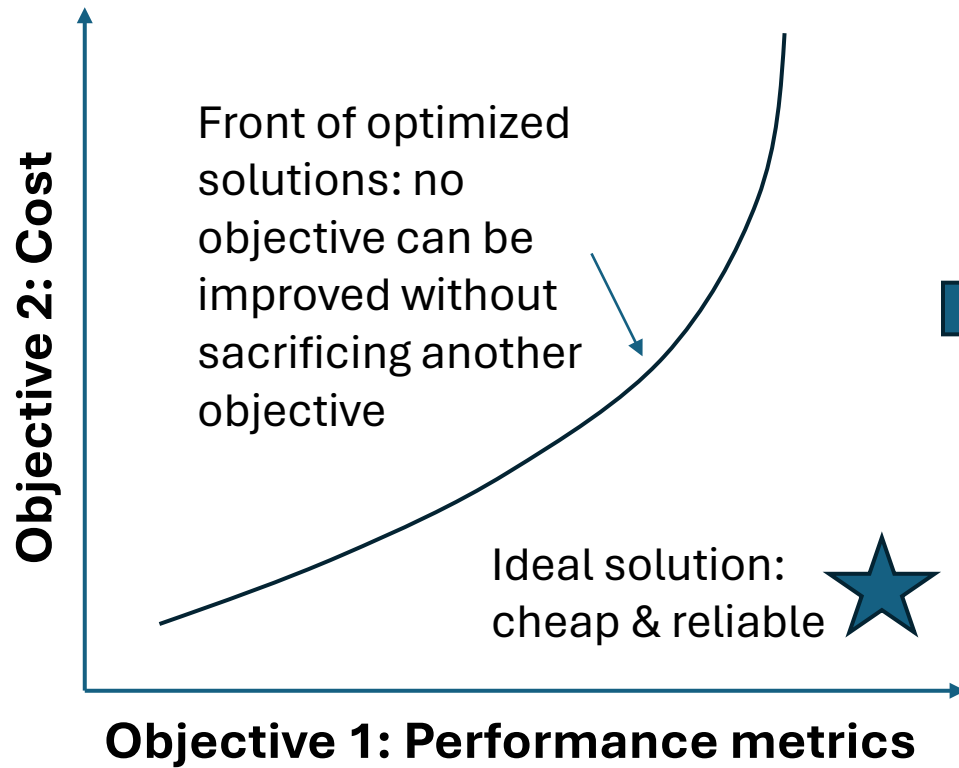 Objective 2: Cost
Front of optimized
solutions: no
objective can be
improved without
sacrificing another
objective
Ideal solution:
cheap & reliable
Objective 1: Performance metrics